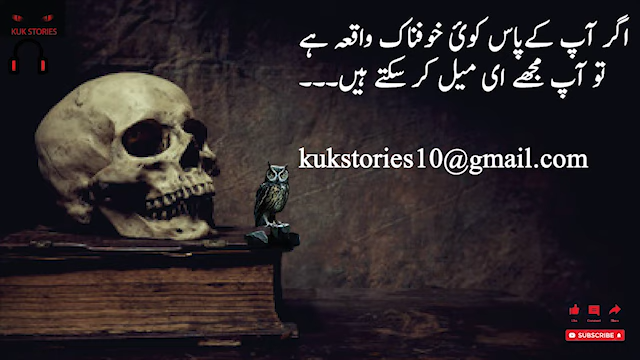 KUK STORIES
اگر آپ کے پاس کوئ خوفناک واقعہ ہے
تو آپ مجھے ای میل کر سکتے ہیں۔۔۔
kukstories10@gmail.com
SUBSCRIBE